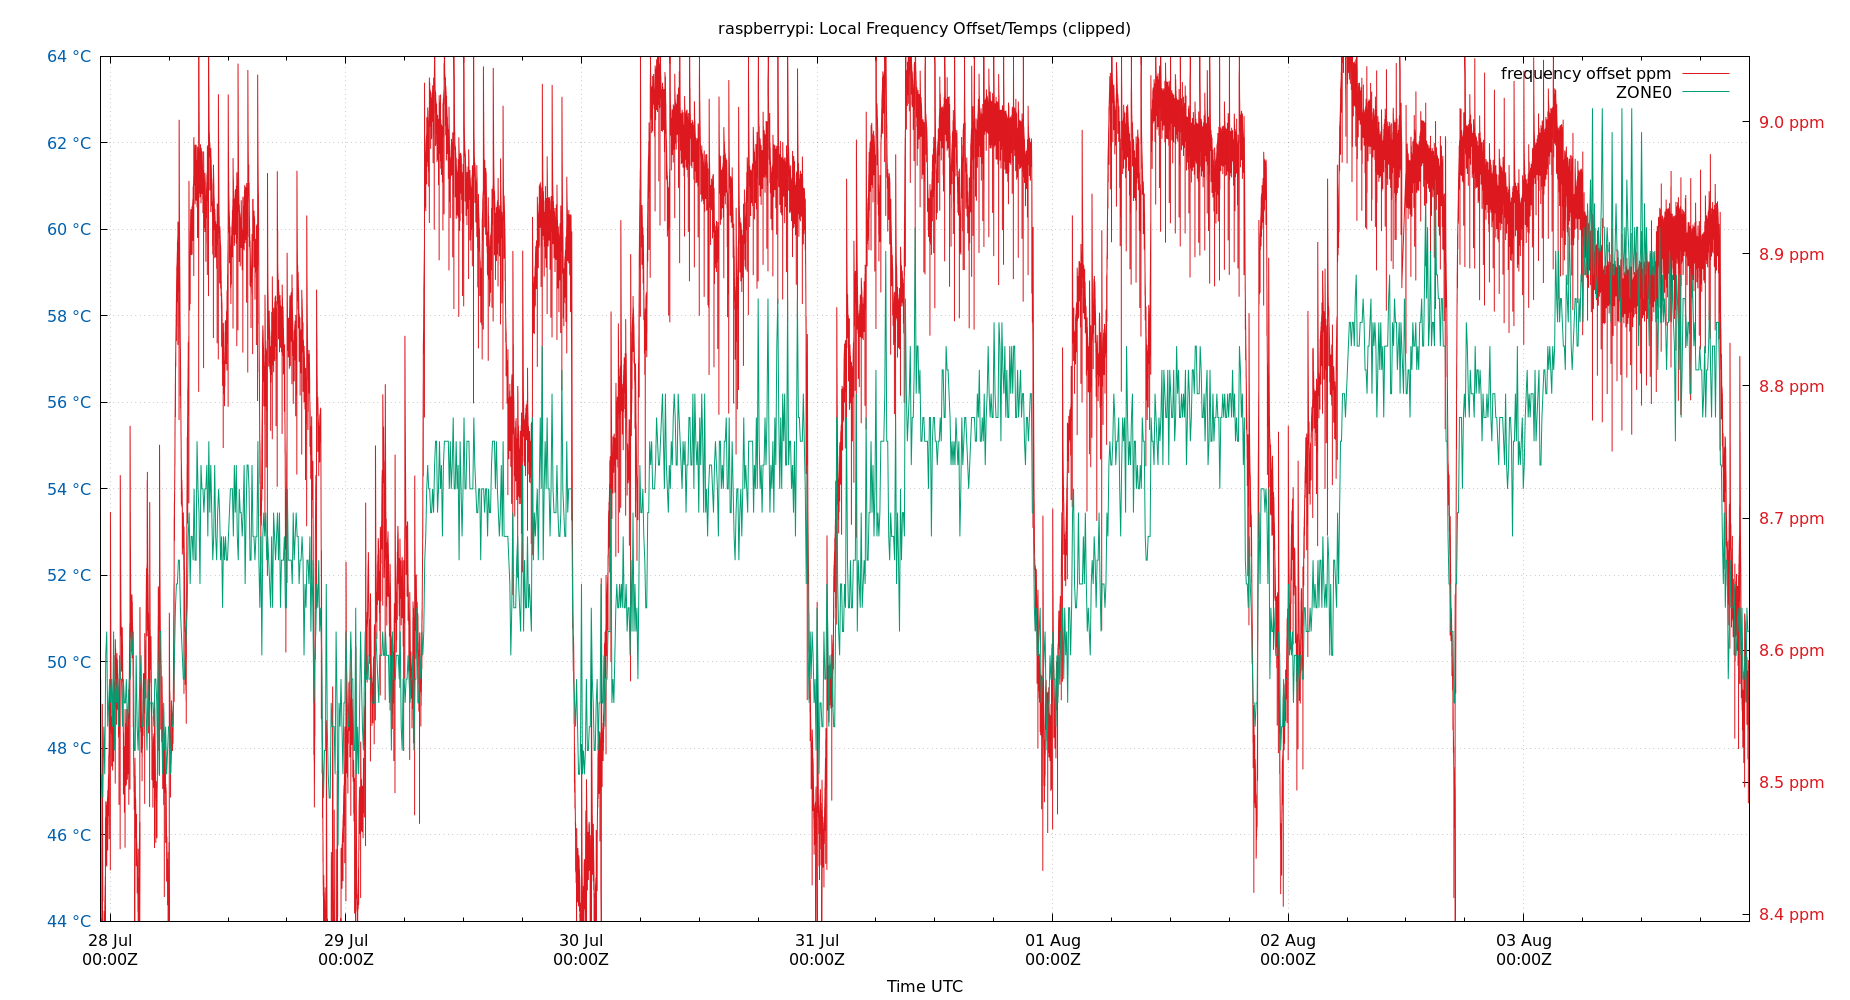 raspberrypi: Local Frequency Offset/Temps (clipped)
64 °C
62 °C
60 °C
58 °C
56 °C
54 °C
52 °C
50 °C
48 °C
46 °C
44 °C
frequency offset ppm
ZONE0
9.0 ppm
8.9 ppm
8.8 ppm
8.7 ppm
8.6 ppm
8.5 ppm
8.4 ppm
28 Jul
00:00Z
29 Jul
00:00Z
30 Jul
00:00Z
31 Jul
00:00Z
01 Aug
00:00Z
02 Aug
00:00Z
03 Aug
00:00Z
Time UTC